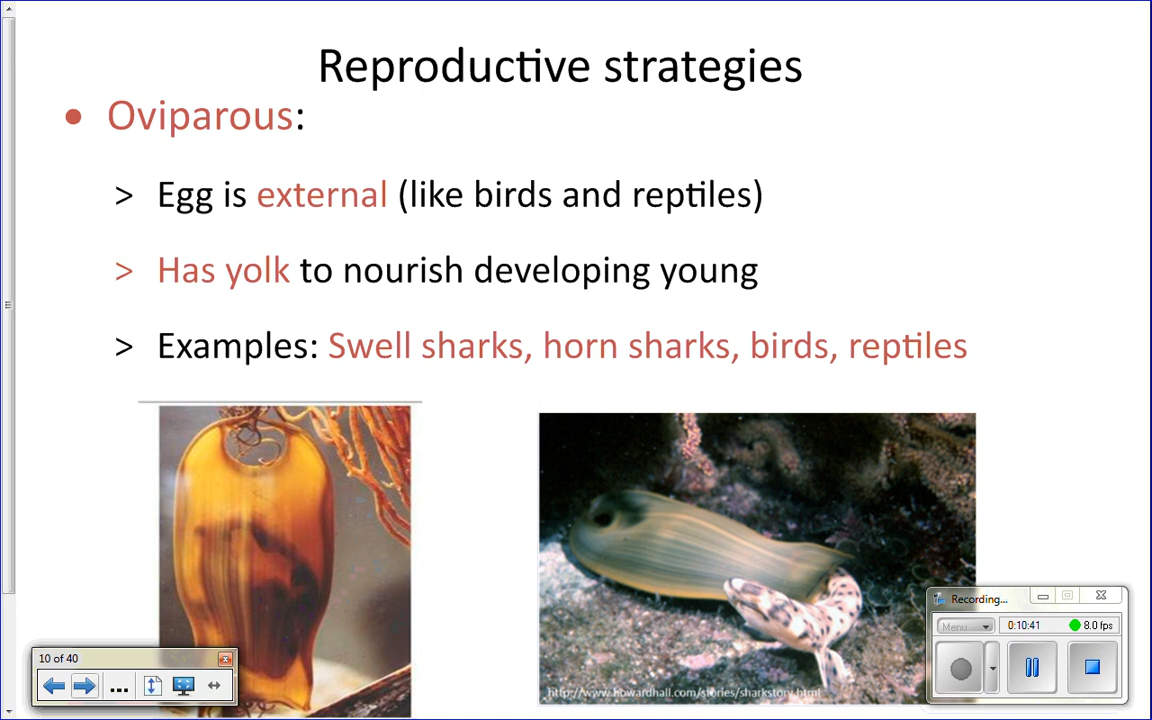 Reproductive strategies
• Oviparous:
> Egg is external (like birds and reptiles)
> Has yolk to nourish developing young
> Examples: Swell sharks, horn sharks, birds, reptiles
http://www.howardhall.com/stories/sharkstory.html
Recording...
Menu
0:10:41
8.0 fps
10 of 40
...